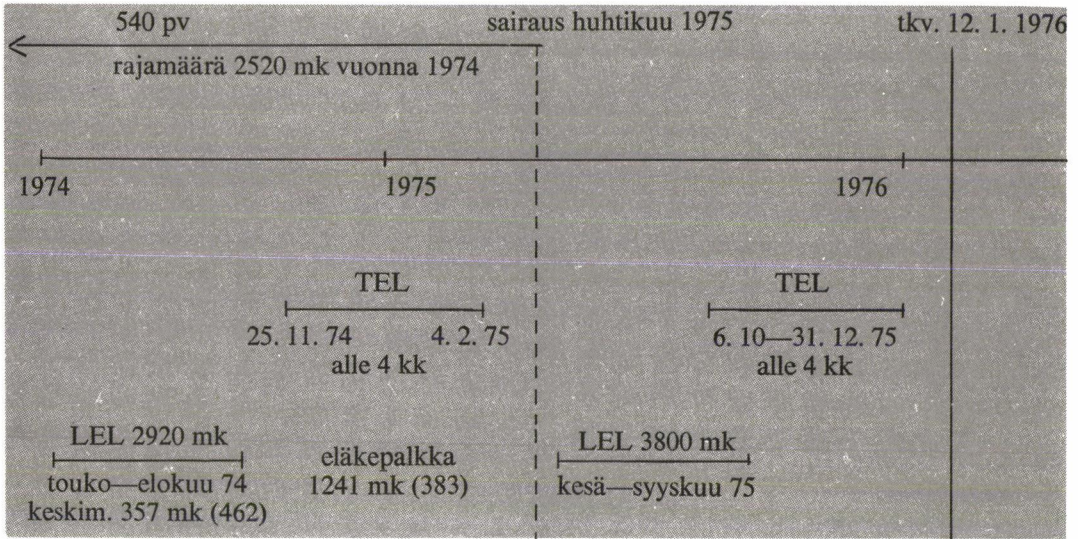 540 pv
sairaus huhtikuu 1975
tkv. 12. 1. 1976
rajamäärä 2520 mk vuonna 1974
1974
1975
1976
TEL
25. 11. 74
4. 2. 75
alle 4 kk
TEL
6. 10—31. 12. 75
alle 4 kk
LEL 2920 mk
touko—elokuu 74
keskim. 357 mk (462)
eläkepalkka
1241 mk (383)
LEL 3800 mk
kesä—syyskuu 75